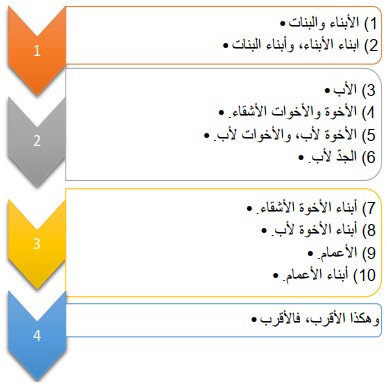 1
1) الأبناء والبنات •
2) ابناء الأبناء، وأبناء البنات •
2
3) الأب •
4) الأخوة والأخوات الأشقاء. •
5) الأخوة لأب، والأخوات لأب. •
6) الجدّ لأب. •
3
7) أبناء الأخوة الأشقاء. •
8) أبناء الأخوة لأب. •
9) الأعمام. •
10) أبناء الأعمام. •
4
وهكذا الأقرب، فالأقرب •